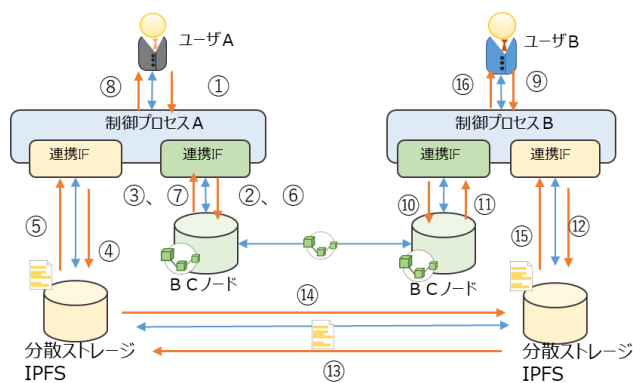 ユーザA
ユーザB
⑧
①
⑯
⑨
制御プロセスA
制御プロセスB
連携IF
連携IF
連携IF
連携IF
③、⑦
②、⑥
⑩
⑪
⑤
④
⑮
⑫
BCノード
BCノード
⑭
分散ストレージ
IPFS
⑬
分散ストレージ
IPFS